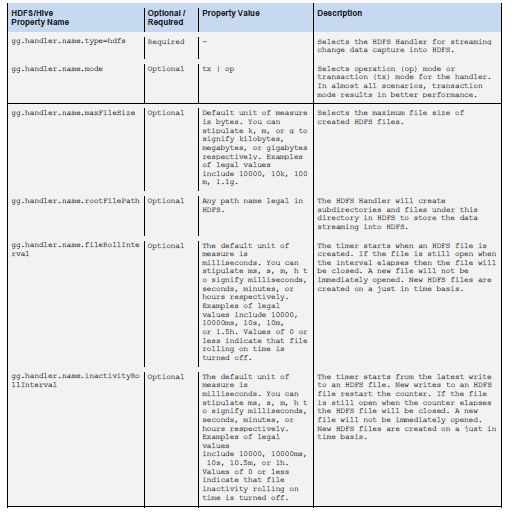 HDFS/Hive
Property Name
Optional /
Required
Property Value
Description
gg.handler.name.type=hdfs
Required
-
Selects the HDFS Handler for streaming
change data capture into HDFS.
gg.handler.name.mode
Optional
tx | op
Selects operation (op) mode or
transaction (tx) mode for the handler.
In almost all scenarios, transaction
mode results in better performance.
gg.handler.name.maxFileSize
Optional
Default unit of measure
is bytes. You can
stipulate k, m, or g to
signify kilobytes,
megabytes, or gigabytes
respectively. Examples
of legal values
include 10000, 10k, 100
m, 1.1g.
Selects the maximum file size of
created HDFS files.
gg.handler.name.rootFilePath
Optional
Any path name legal in
HDFS.
The HDFS Handler will create
subdirectories and files under this
directory in HDFS to store the data
streaming into HDFS.
gg.handler.name.fileRollInte
rval
Optional
The default unit of
measure is
milliseconds. You can
stipulate ms, s, m, h t
o signify milliseconds,
seconds, minutes, or
hours respectively.
Examples of legal
values include 10000,
10000ms, 10s, 10m,
or 1.5h. Values of 0 or
less indicate that file
rolling on time is
turned off.
The timer starts when an HDFS file is
created. If the file is still open when
the interval elapses then the file will
be closed. A new file will not be
immediately opened. New HDFS files are
created on a just in time basis.
gg.handler.name.inactivityRo
llInterval
Optional
The default unit of
measure is
milliseconds. You can
stipulate ms, s, m, h t
o signify milliseconds,
seconds, minutes, or
hours respectively.
Examples of legal
values
include 10000, 10000ms,
10s, 10.5m, or 1h.
Values of 0 or less
indicate that file
inactivity rolling on
time is turned off.
The timer starts from the latest write
to an HDFS file. New writes to an HDFS
file restart the counter. If the file
is still open when the counter elapses
the HDFS file will be closed. A new
file will not be immediately opened.
New HDFS files are created on a just in
time basis.